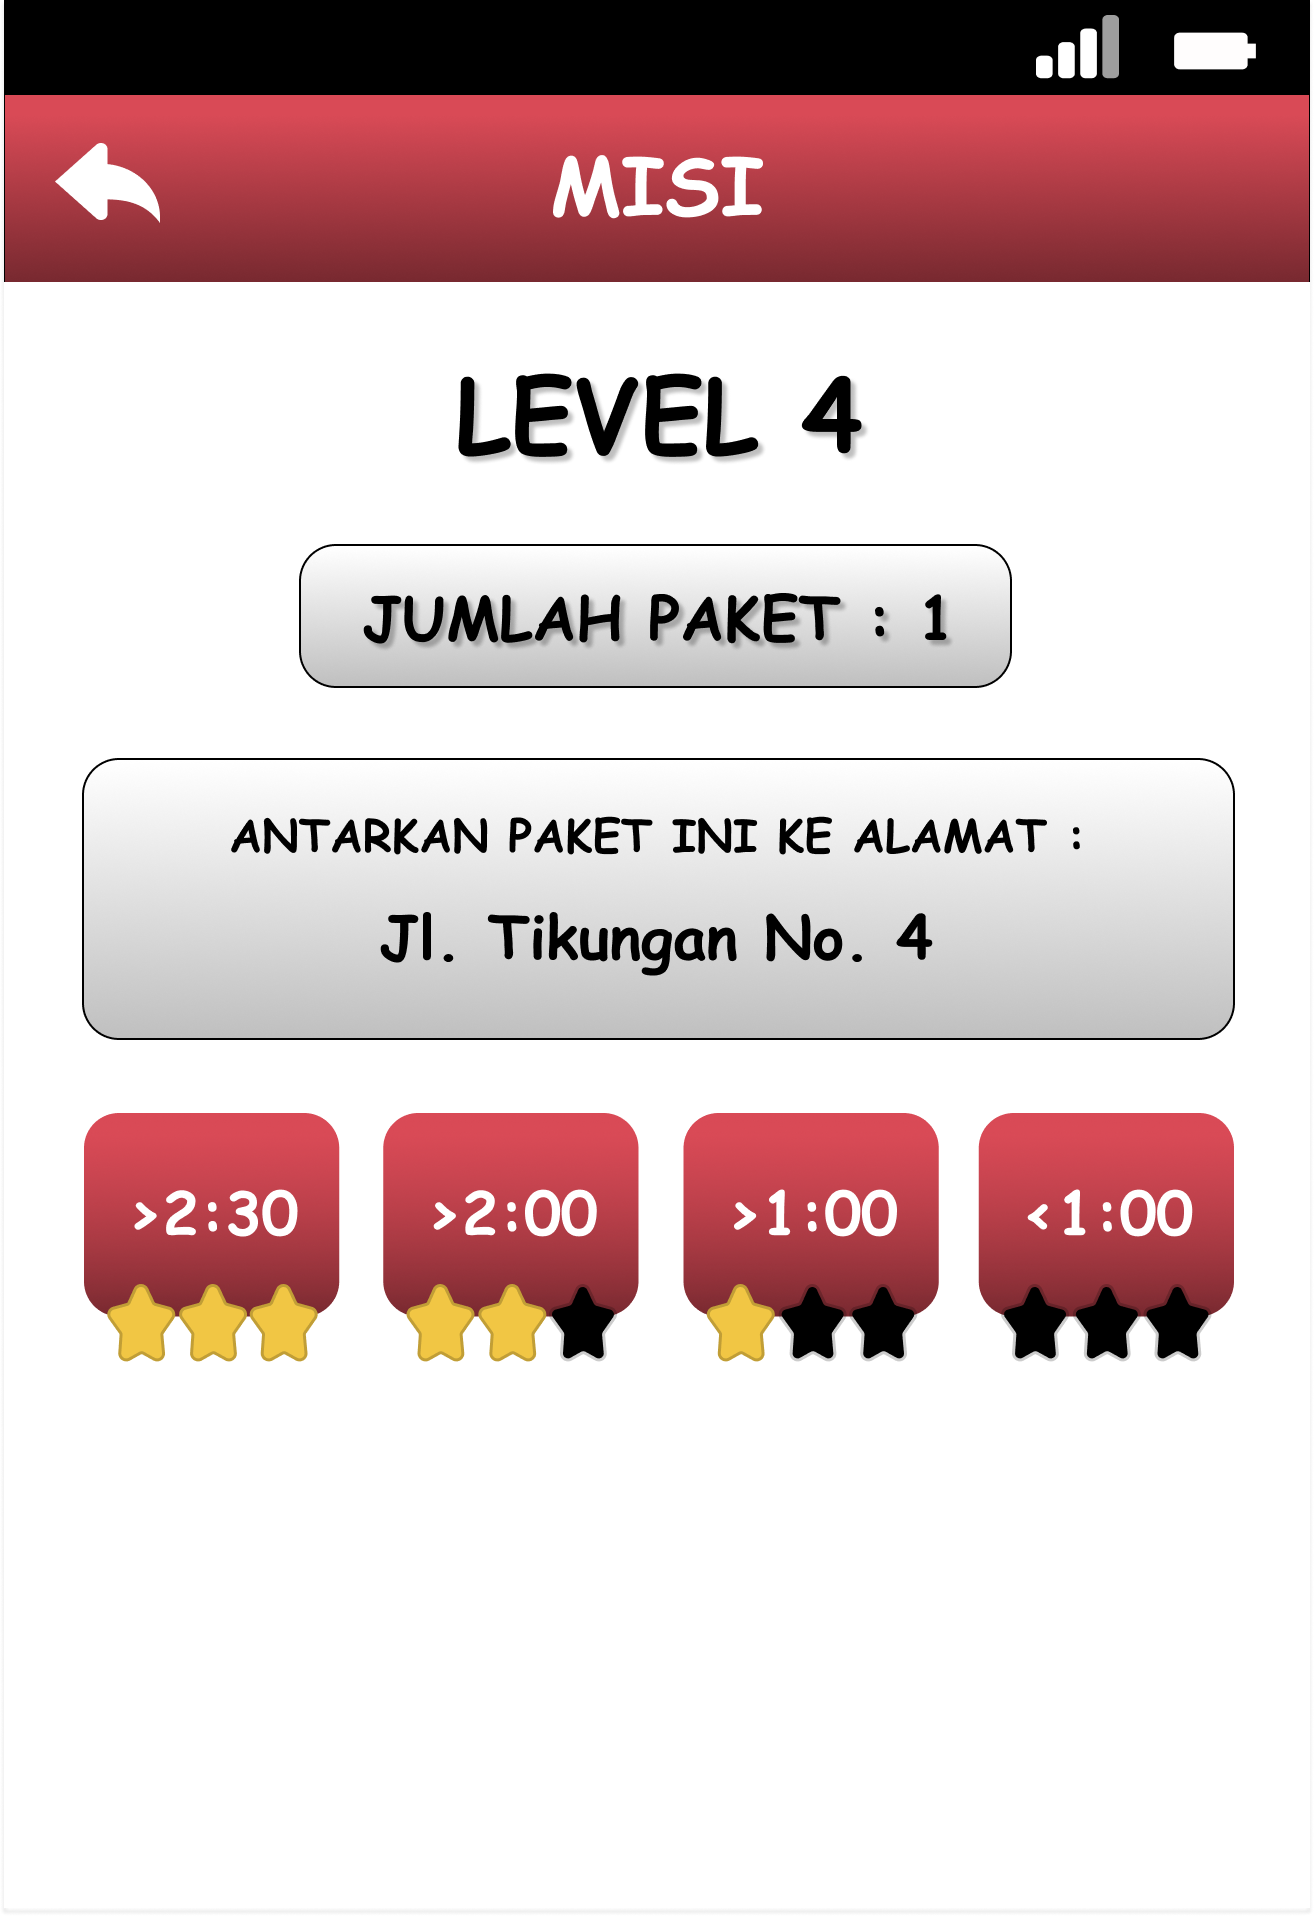 MISI
LEVEL 4
JUMLAH PAKET : 1
ANTARKAN PAKET INI KE ALAMAT :
Jl. Tikungan No. 4
>2:30
>2:00
>1:00
<1:00